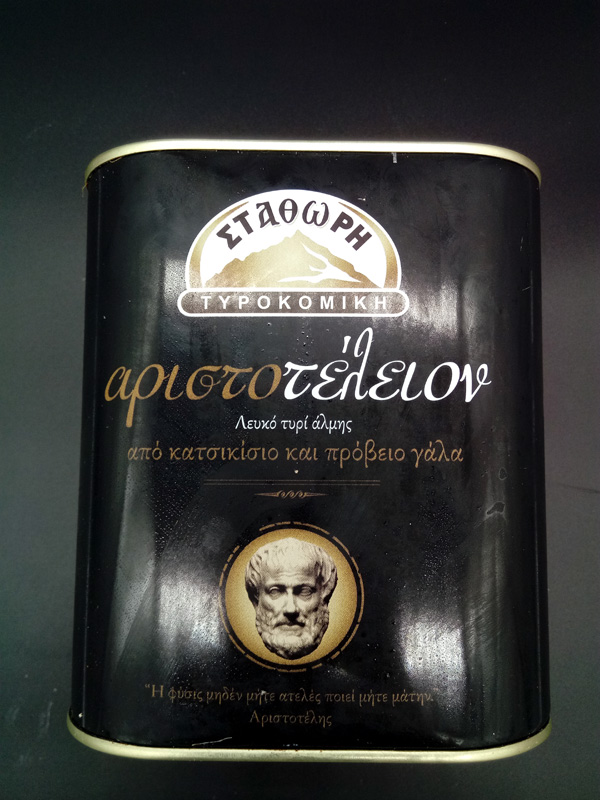 ΣΤΑΘΩΡΗ
ΤΥΡΟΚΟΜΙΚΗ
αριστοτέλειον
Λευκό τυρί άλμης
από κατσικίσιο και πρόβειο γάλα
"Η φύσις μηδέν μήτε ατελές ποιεί μήτε μάτην."
Αριστοτέλης